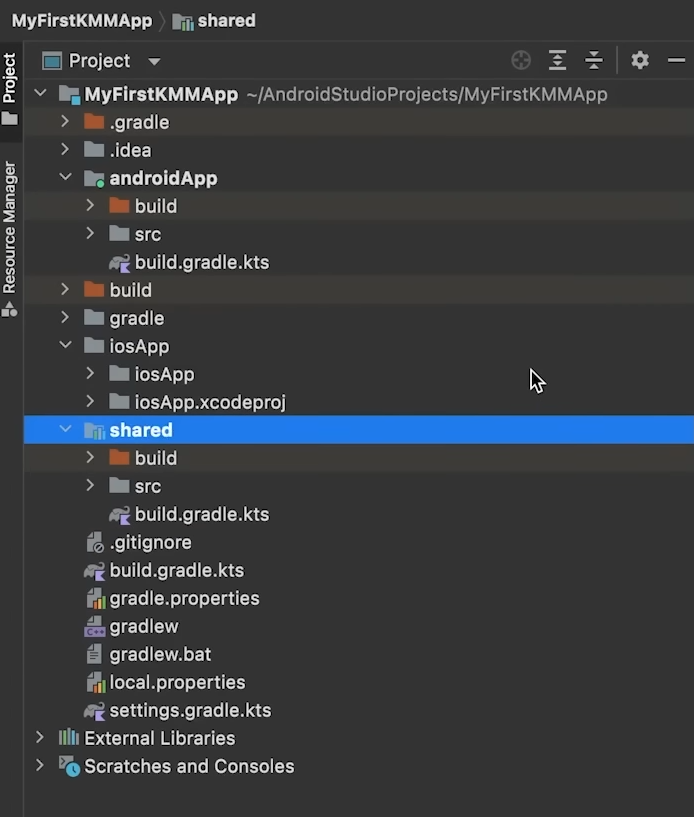 MyFirstKMMApp shared
Project
Project
Resource Manager
MyFirstKMMApp ~/AndroidStudioProjects/MyFirstKMMApp
.gradle
.idea
androidApp
build
src
build.gradle.kts
build
gradle
iosApp
iosApp
iosApp.xcodeproj
shared
build
src
build.gradle.kts
.gitignore
build.gradle.kts
gradle.properties
C++ gradlew
gradlew.bat
local.properties
settings.gradle.kts
External Libraries
Scratches and Consoles